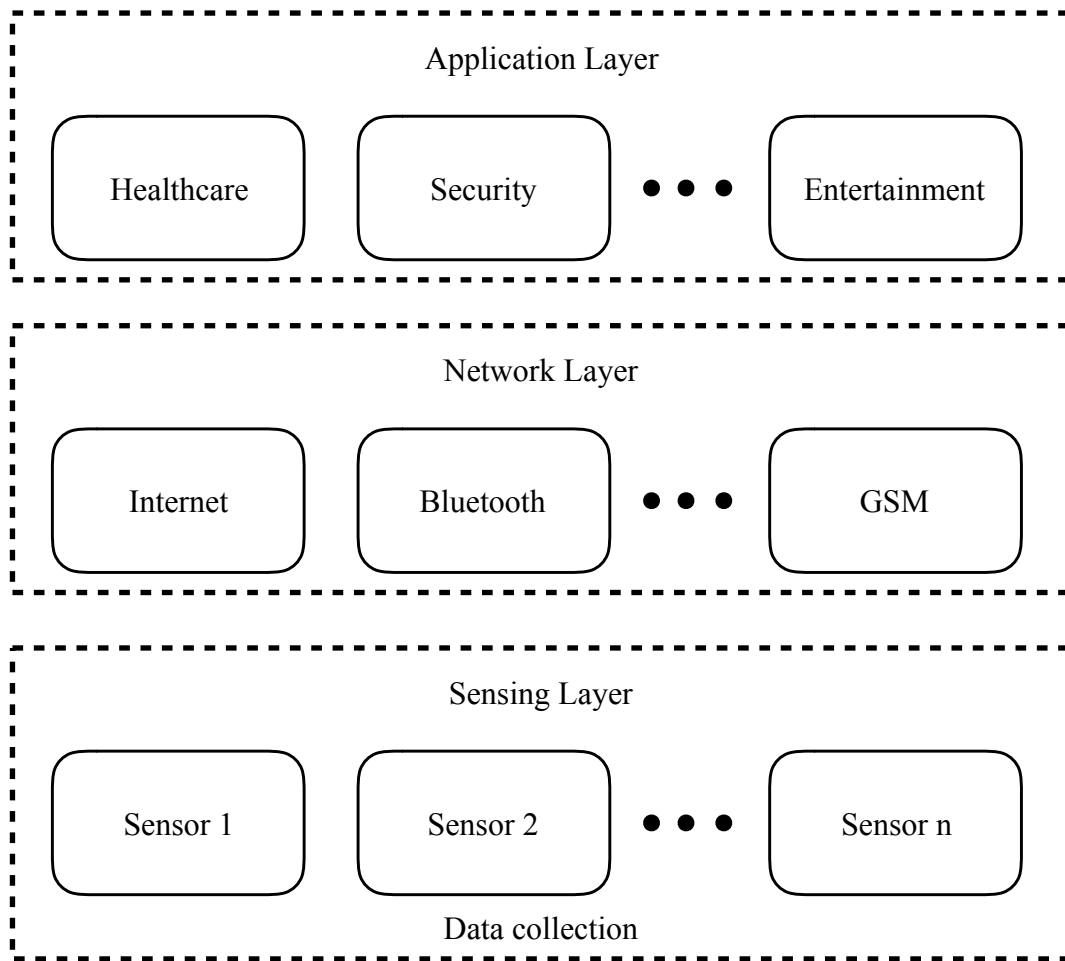 Application Layer
Healthcare
Security
Entertainment
Network Layer
Internet
Bluetooth
GSM
Sensing Layer
Sensor 1
Sensor 2
Sensor n
Data collection